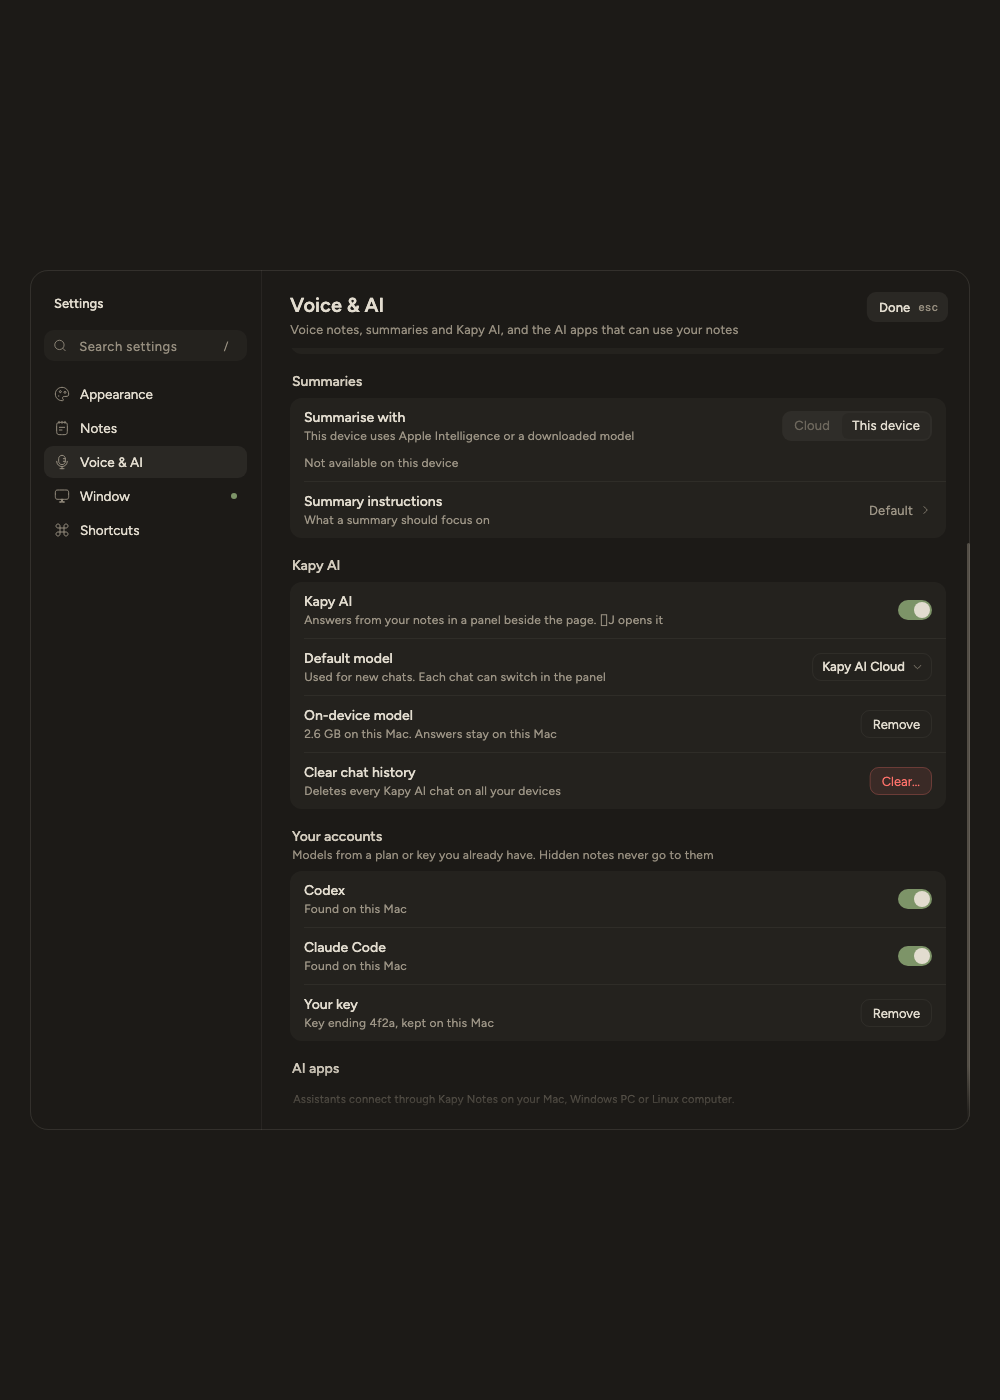 Settings
Search settings /
Appearance
Notes
Voice & AI
Window
Shortcuts
Voice & AI
Voice notes, summaries and Kapy AI, and the AI apps that can use your notes
Done esc
Summaries
Summarise with
This device uses Apple Intelligence or a downloaded model
Cloud This device
Not available on this device
Summary instructions
What a summary should focus on
Default
Kapy AI
Kapy AI
Answers from your notes in a panel beside the page. ▯J opens it
Default model
Used for new chats. Each chat can switch in the panel
Kapy AI Cloud
On-device model
2.6 GB on this Mac. Answers stay on this Mac
Remove
Clear chat history
Deletes every Kapy AI chat on all your devices
Clear…
Your accounts
Models from a plan or key you already have. Hidden notes never go to them
Codex
Found on this Mac
Claude Code
Found on this Mac
Your key
Key ending 4f2a, kept on this Mac
Remove
AI apps
Assistants connect through Kapy Notes on your Mac, Windows PC or Linux computer.